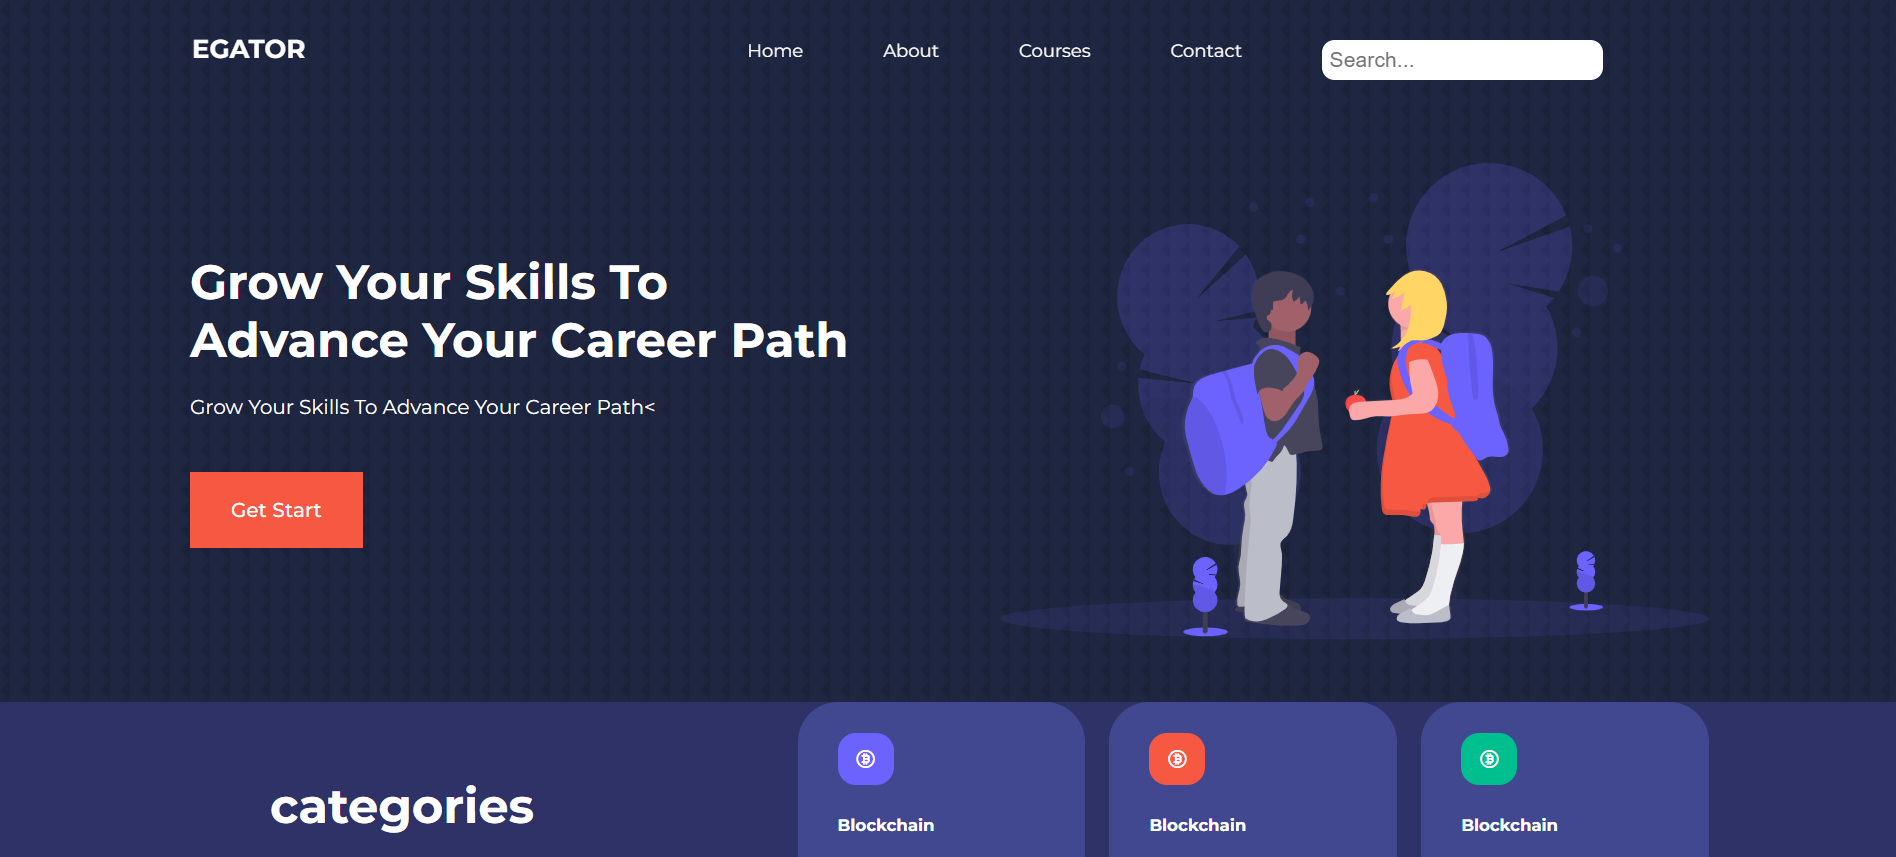 EGATOR
Home
About
Courses
Contact
Search...
Grow Your Skills To
Advance Your Career Path
Grow Your Skills To Advance Your Career Path<
Get Start
categories
Blockchain
Blockchain
Blockchain